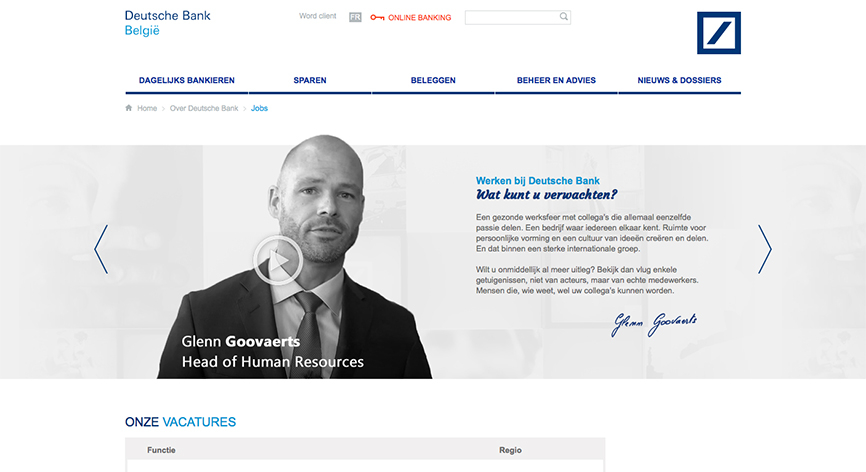 Deutsche Bank
België
Word client FR ONLINE BANKING
DAGELIJKS BANKIEREN SPAREN BELEGGEN BEHEER EN ADVIES NIEUWS & DOSSIERS
Home > Over Deutsche Bank > Jobs
Werken bij Deutsche Bank
Wat kunt u verwachten?
Een gezonde werksfeer met collega's die allemaal eenzelfde
passie delen. Een bedrijf waar iedereen elkaar kent. Ruimte voor
persoonlijke vorming en een cultuur van ideeën creëren en delen.
En dat binnen een sterke internationale groep.
Wilt u onmiddellijk al meer uitleg? Bekijk dan vlug enkele
getuigenissen, niet van acteurs, maar van echte medewerkers.
Mensen die, wie weet, wel uw collega's kunnen worden.
Glenn Goovaerts
Glenn Goovaerts
Head of Human Resources
ONZE VACATURES
Functie Regio